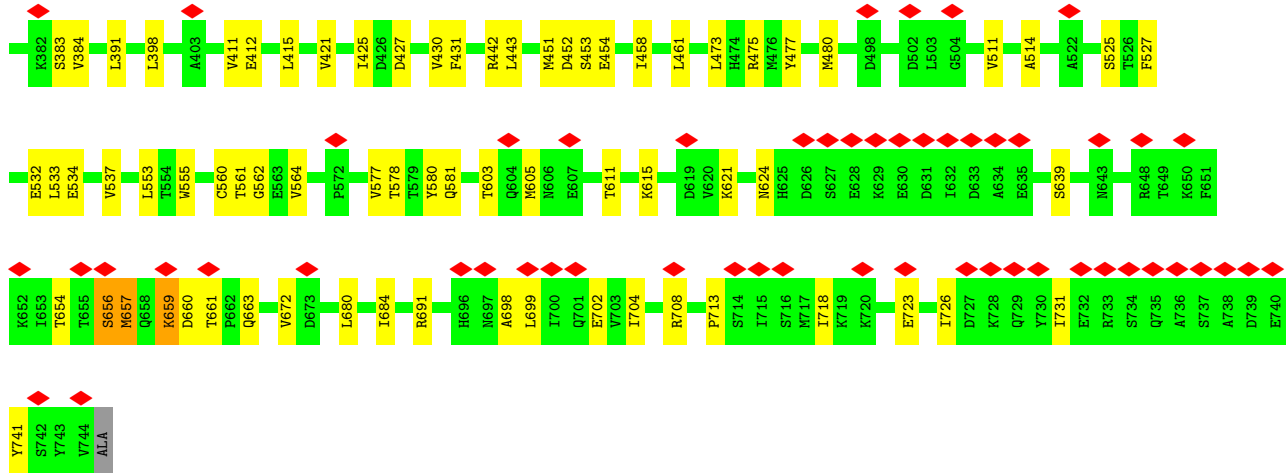 K382 S383 V384 L391 L398 A403 V411 E412 L415 V421 I425 D426 D427 V430 F431 R442 L443 M451 D452 S453 E454 I458 L461 L473 H474 R475 M476 Y477 M480 D498 D502 L503 G504 V511 A514 A522 S525 T526 F527
E532 L533 E534 V537 L553 T554 W555 C560 T561 G562 E563 V564 P572 V577 T578 T579 Y580 Q581 T603 Q604 M605 N606 E607 T611 K615 D619 V620 K621 N624 H625 D626 S627 E628 K629 E630 D631 I632 D633 A634 E635 S639 N643 R648 T649 K650 F651
K652 I653 T654 T655 S656 M657 Q658 K659 D660 T661 P662 Q663 V672 D673 L680 I684 R691 H696 N697 A698 L699 I700 Q701 E702 V703 I704 R708 P713 S714 I715 S716 M717 I718 K719 K720 E723 I726 D727 K728 Q729 Y730 I731 E732 R733 S734 Q735 A736 S737 A738 D739 E740
Y741 S742 Y743 V744 ALA